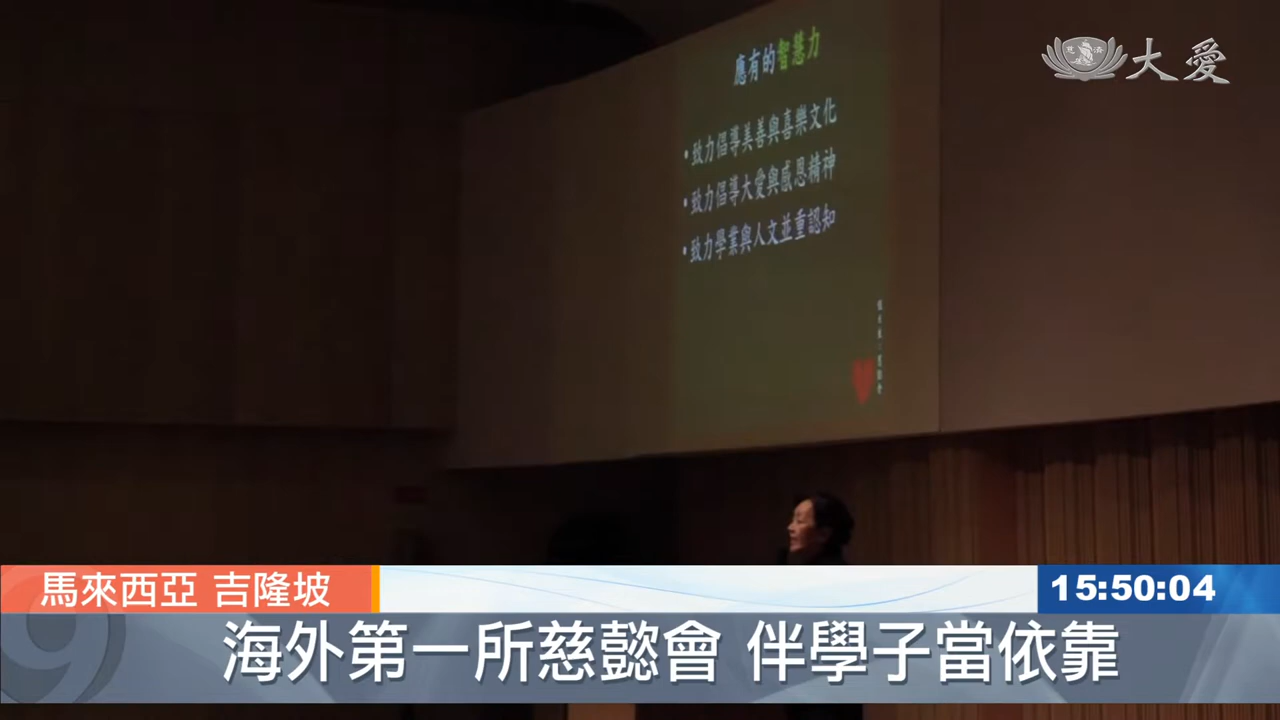 大愛
應有的智慧力
•致力倡導美善與喜樂文化
•致力倡導大愛與感恩精神
•致力學業與人文並重認知
馬來西亞 吉隆坡
15:50:04
海外第一所慈懿會 伴學子當依靠